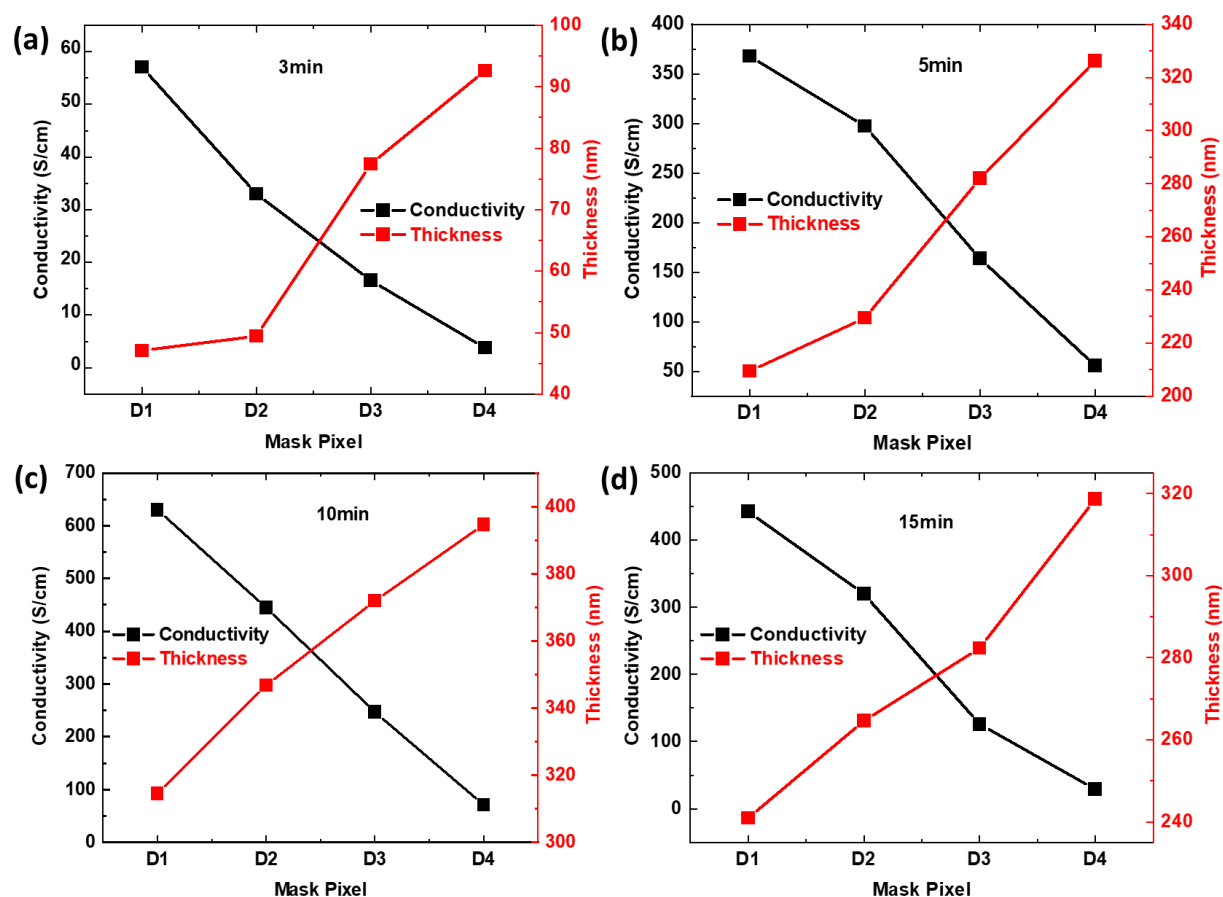 (a)
3min
60
50
40
30
20
10
0
Conductivity (S/cm)
100
90
80
70
60
50
40
Thickness (nm)
Conductivity
Thickness
D1 D2 D3 D4
Mask Pixel
(b)
5min
400
350
300
250
200
150
100
50
Conductivity (S/cm)
340
320
300
280
260
240
220
200
Thickness (nm)
Conductivity
Thickness
D1 D2 D3 D4
Mask Pixel
(c)
10min
700
600
500
400
300
200
100
0
Conductivity (S/cm)
400
380
360
340
320
300
Thickness (nm)
Conductivity
Thickness
D1 D2 D3 D4
Mask Pixel
(d)
15min
500
400
300
200
100
0
Conductivity (S/cm)
320
300
280
260
240
Thickness (nm)
Conductivity
Thickness
D1 D2 D3 D4
Mask Pixel